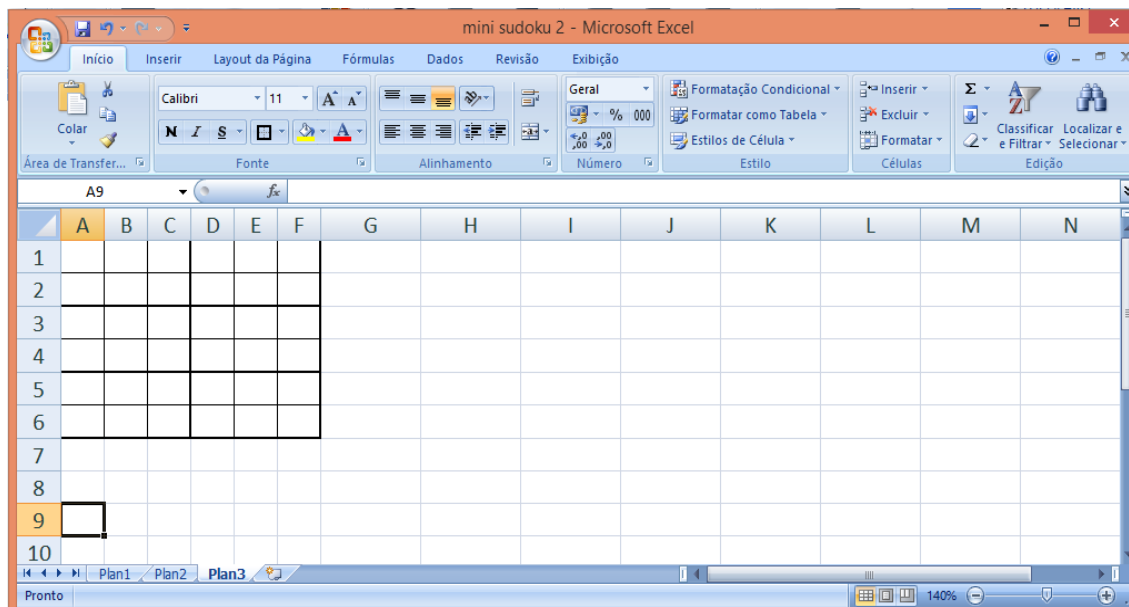 mini sudoku 2 - Microsoft Excel
Início Inserir Layout da Página Fórmulas Dados Revisão Exibição
Colar
Calibri 11 A A
N I S A
Geral
% 000
,00 ,0
Formatação Condicional
Formatar como Tabela
Estilos de Célula
Inserir
Excluir
Formatar
Σ
Classificar e Filtrar
Localizar e Selecionar
Área de Transfer... Fonte Alinhamento Número Estilo Células Edição
A9 fx
A B C D E F G H I J K L M N
1
2
3
4
5
6
7
8
9
10
Plan1 Plan2 Plan3
Pronto 140%